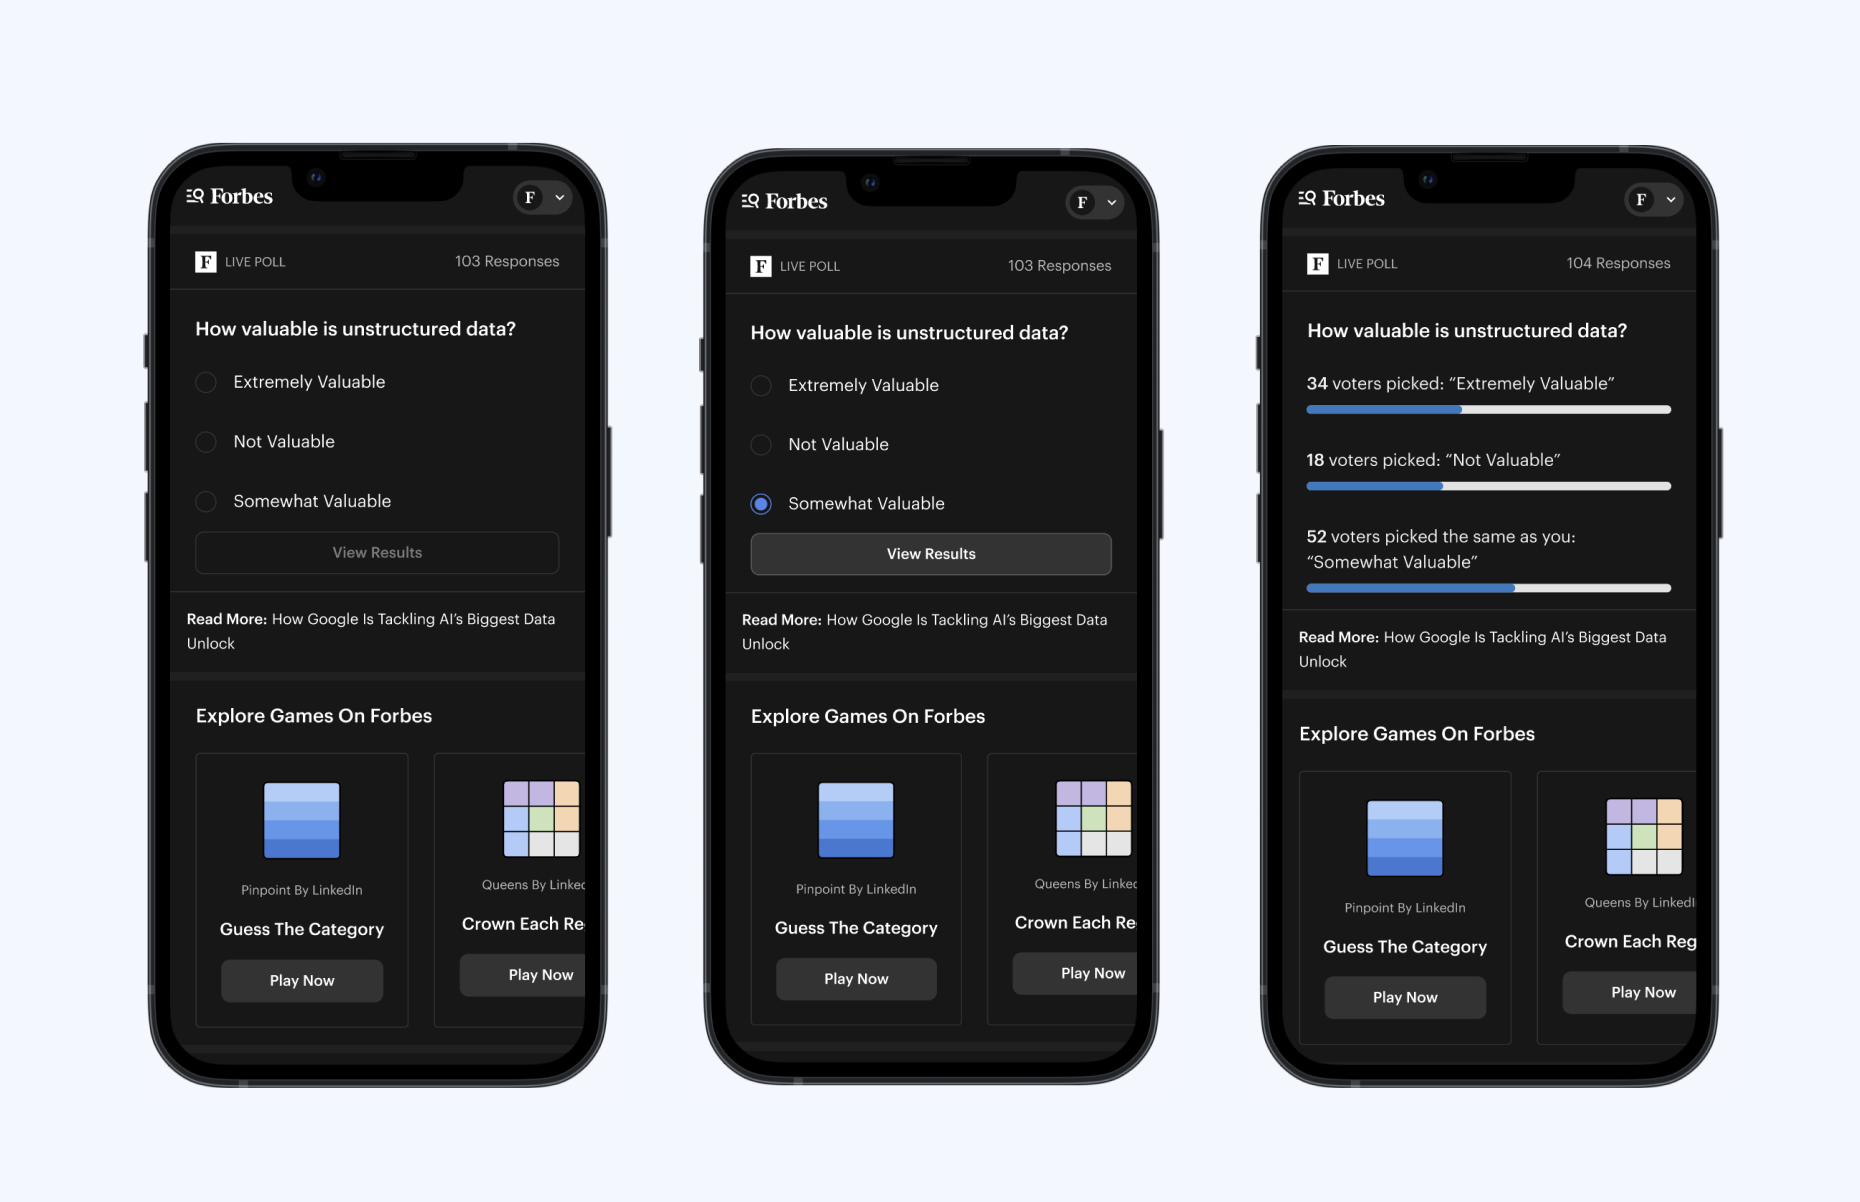 Forbes
F
F LIVE POLL
103 Responses
How valuable is unstructured data?
Extremely Valuable
Not Valuable
Somewhat Valuable
View Results
Read More: How Google Is Tackling AI’s Biggest Data
Unlock
Explore Games On Forbes
Pinpoint By LinkedIn
Guess The Category
Play Now
Queens By Linke
Crown Each Re
Play Now
Forbes
F
F LIVE POLL
103 Responses
How valuable is unstructured data?
Extremely Valuable
Not Valuable
Somewhat Valuable
View Results
Read More: How Google Is Tackling AI’s Biggest Data
Unlock
Explore Games On Forbes
Pinpoint By LinkedIn
Guess The Category
Play Now
Queens By Linke
Crown Each Re
Play Now
Forbes
F
F LIVE POLL
104 Responses
How valuable is unstructured data?
34 voters picked: “Extremely Valuable”
18 voters picked: “Not Valuable”
52 voters picked the same as you:
“Somewhat Valuable”
Read More: How Google Is Tackling AI’s Biggest Data
Unlock
Explore Games On Forbes
Pinpoint By LinkedIn
Guess The Category
Play Now
Queens By LinkedI
Crown Each Reg
Play Now